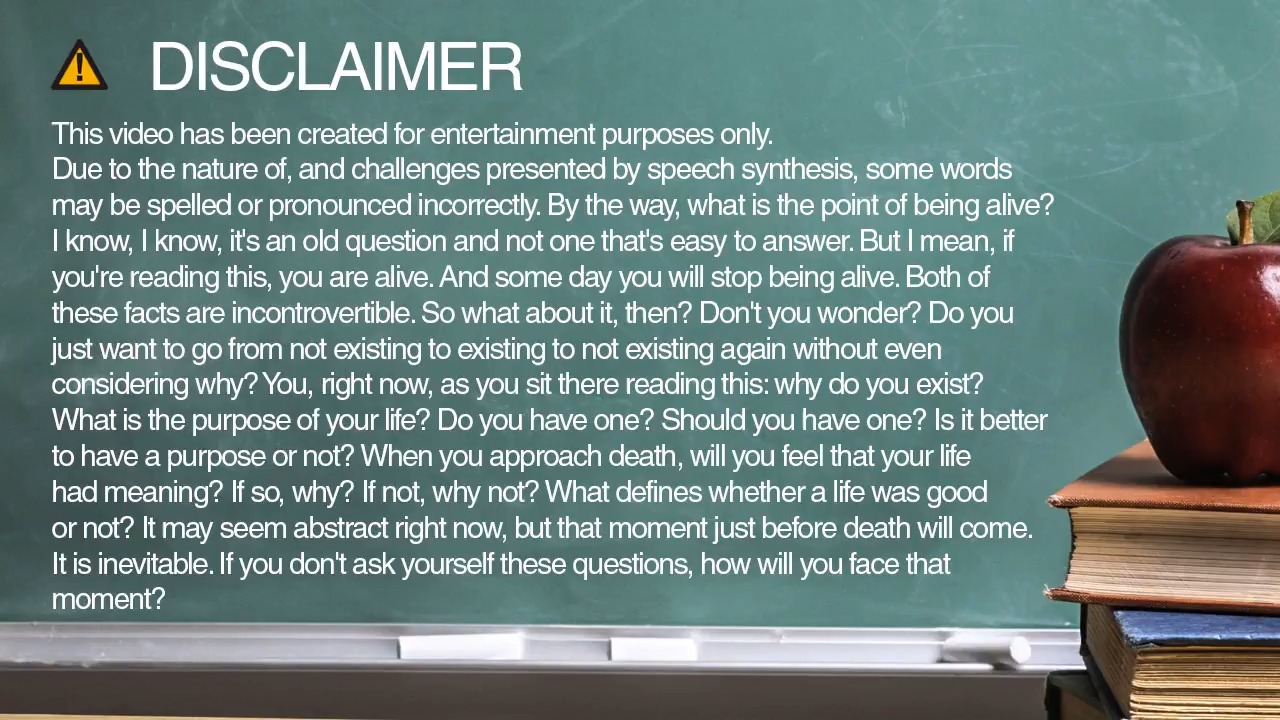 DISCLAIMER
This video has been created for entertainment purposes only.
Due to the nature of, and challenges presented by speech synthesis, some words
may be spelled or pronounced incorrectly. By the way, what is the point of being alive?
I know, I know, it's an old question and not one that's easy to answer. But I mean, if
you're reading this, you are alive. And some day you will stop being alive. Both of
these facts are incontrovertible. So what about it, then? Don't you wonder? Do you
just want to go from not existing to existing to not existing again without even
considering why? You, right now, as you sit there reading this: why do you exist?
What is the purpose of your life? Do you have one? Should you have one? Is it better
to have a purpose or not? When you approach death, will you feel that your life
had meaning? If so, why? If not, why not? What defines whether a life was good
or not? It may seem abstract right now, but that moment just before death will come.
It is inevitable. If you don't ask yourself these questions, how will you face that
moment?